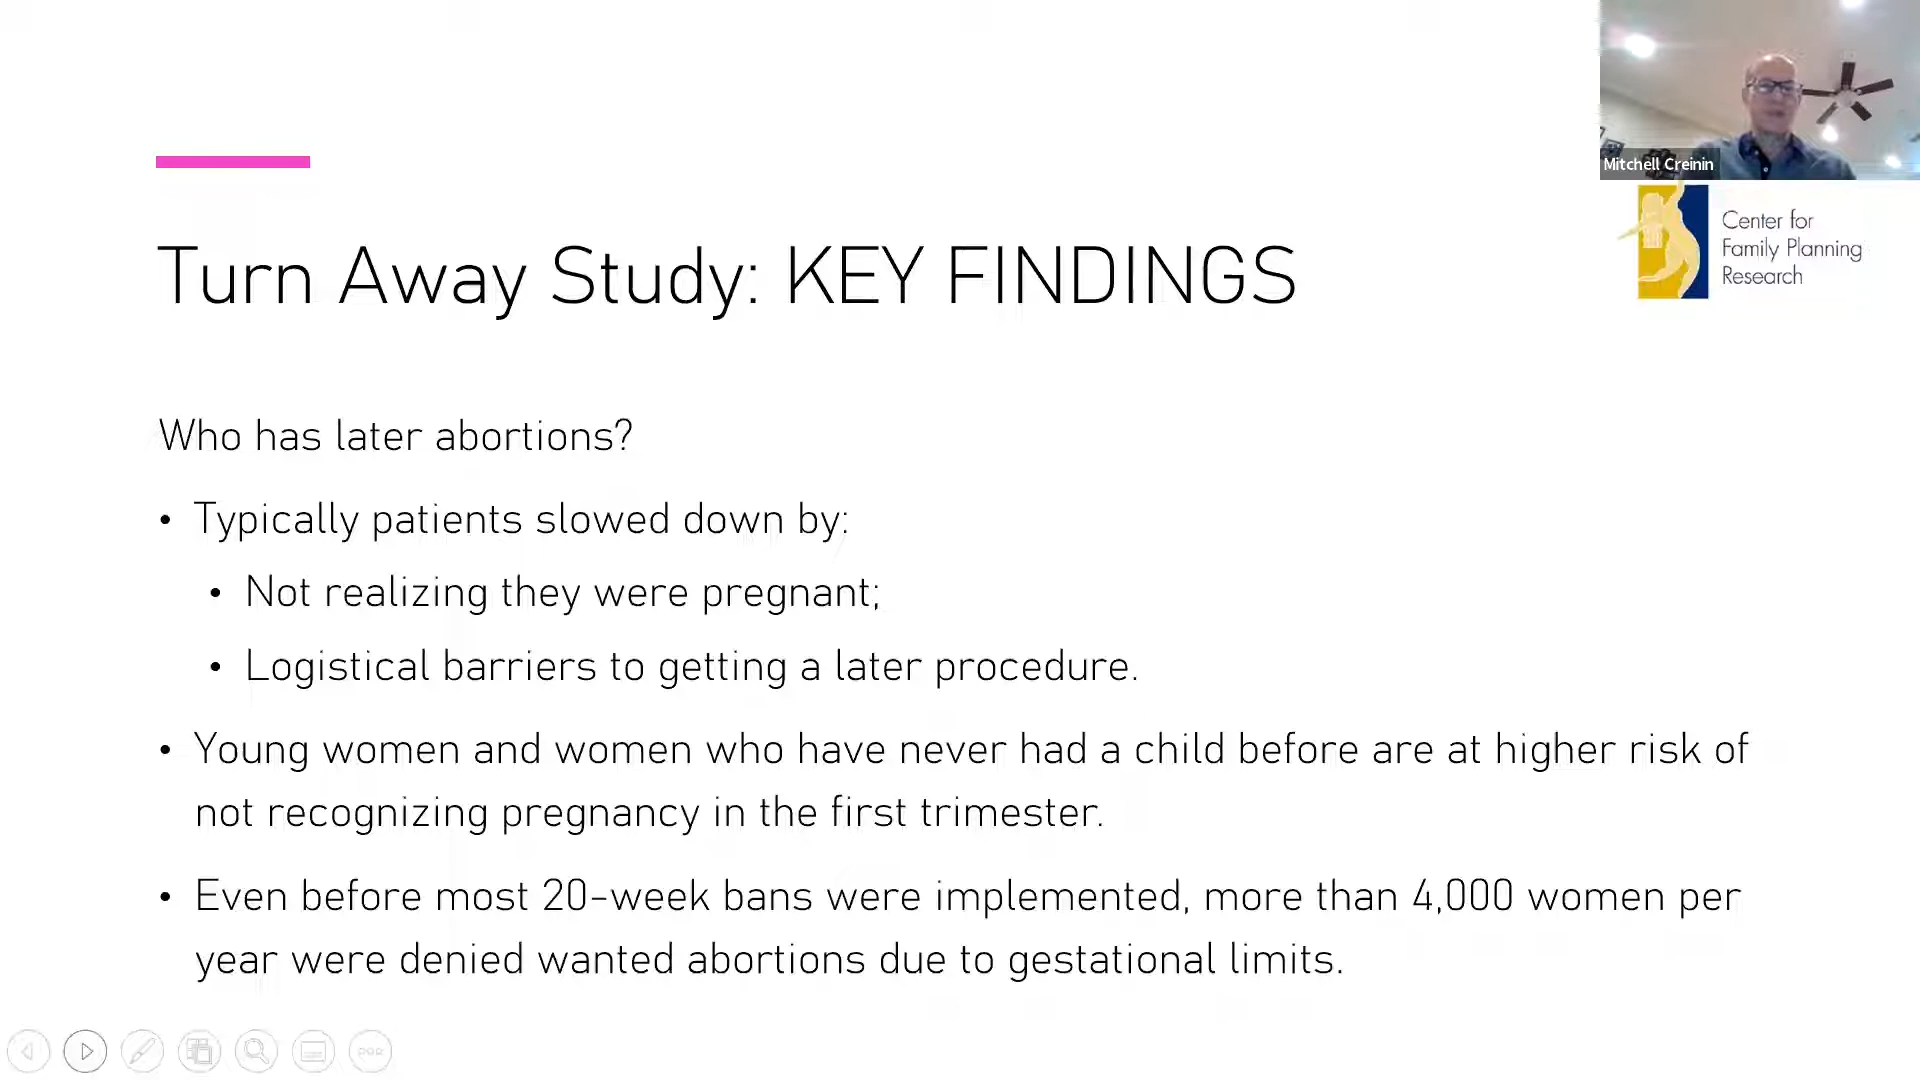 Mitchell Creinin
Center for
Family Planning
Research
Turn Away Study: KEY FINDINGS
Who has later abortions?
• Typically patients slowed down by:
• Not realizing they were pregnant;
• Logistical barriers to getting a later procedure.
• Young women and women who have never had a child before are at higher risk of
not recognizing pregnancy in the first trimester.
• Even before most 20-week bans were implemented, more than 4,000 women per
year were denied wanted abortions due to gestational limits.